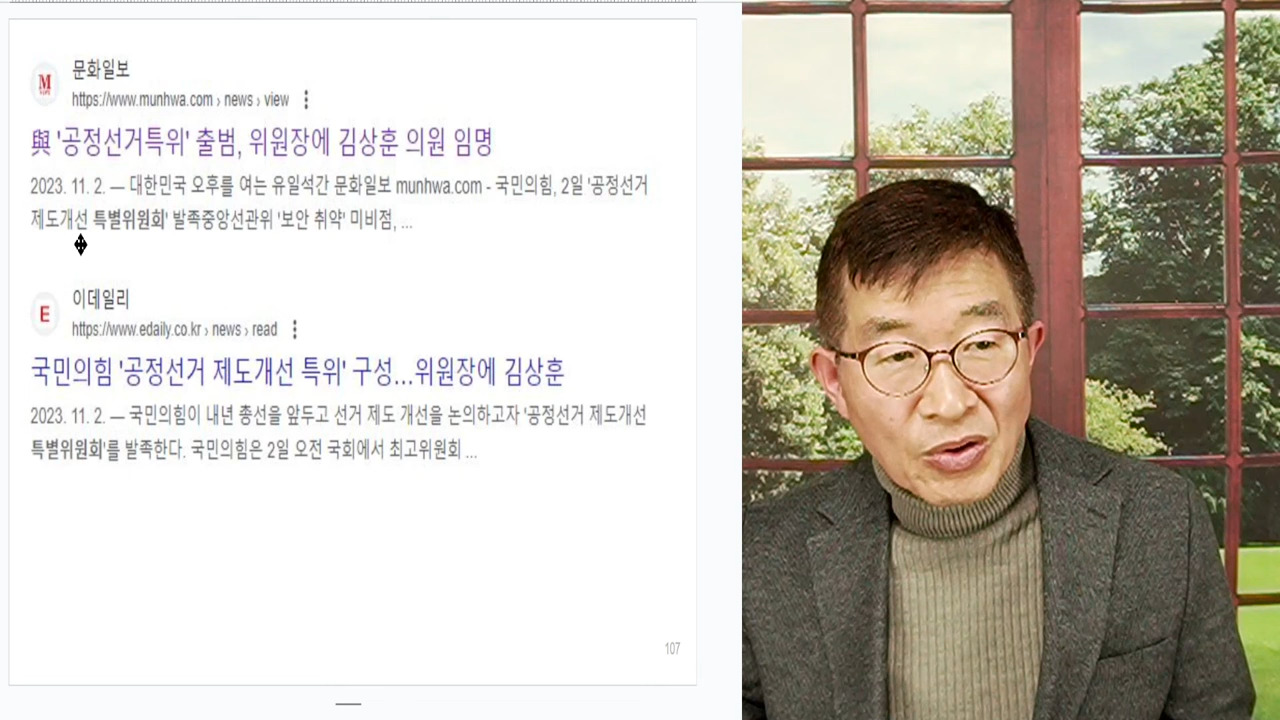 문화일보
https://www.munhwa.com › news › view
與 '공정선거특위' 출범, 위원장에 김상훈 의원 임명
2023. 11. 2. — 대한민국 오후를 여는 유일석간 문화일보 munhwa.com - 국민의힘, 2일 '공정선거
제도개선 특별위원회' 발족중앙선관위 '보안 취약' 미비점, ...
E
이데일리
https://www.edaily.co.kr › news › read
국민의힘 '공정선거 제도개선 특위' 구성...위원장에 김상훈
2023. 11. 2. — 국민의힘이 내년 총선을 앞두고 선거 제도 개선을 논의하고자 '공정선거 제도개선
특별위원회'를 발족한다. 국민의힘은 2일 오전 국회에서 최고위원회 ...
107